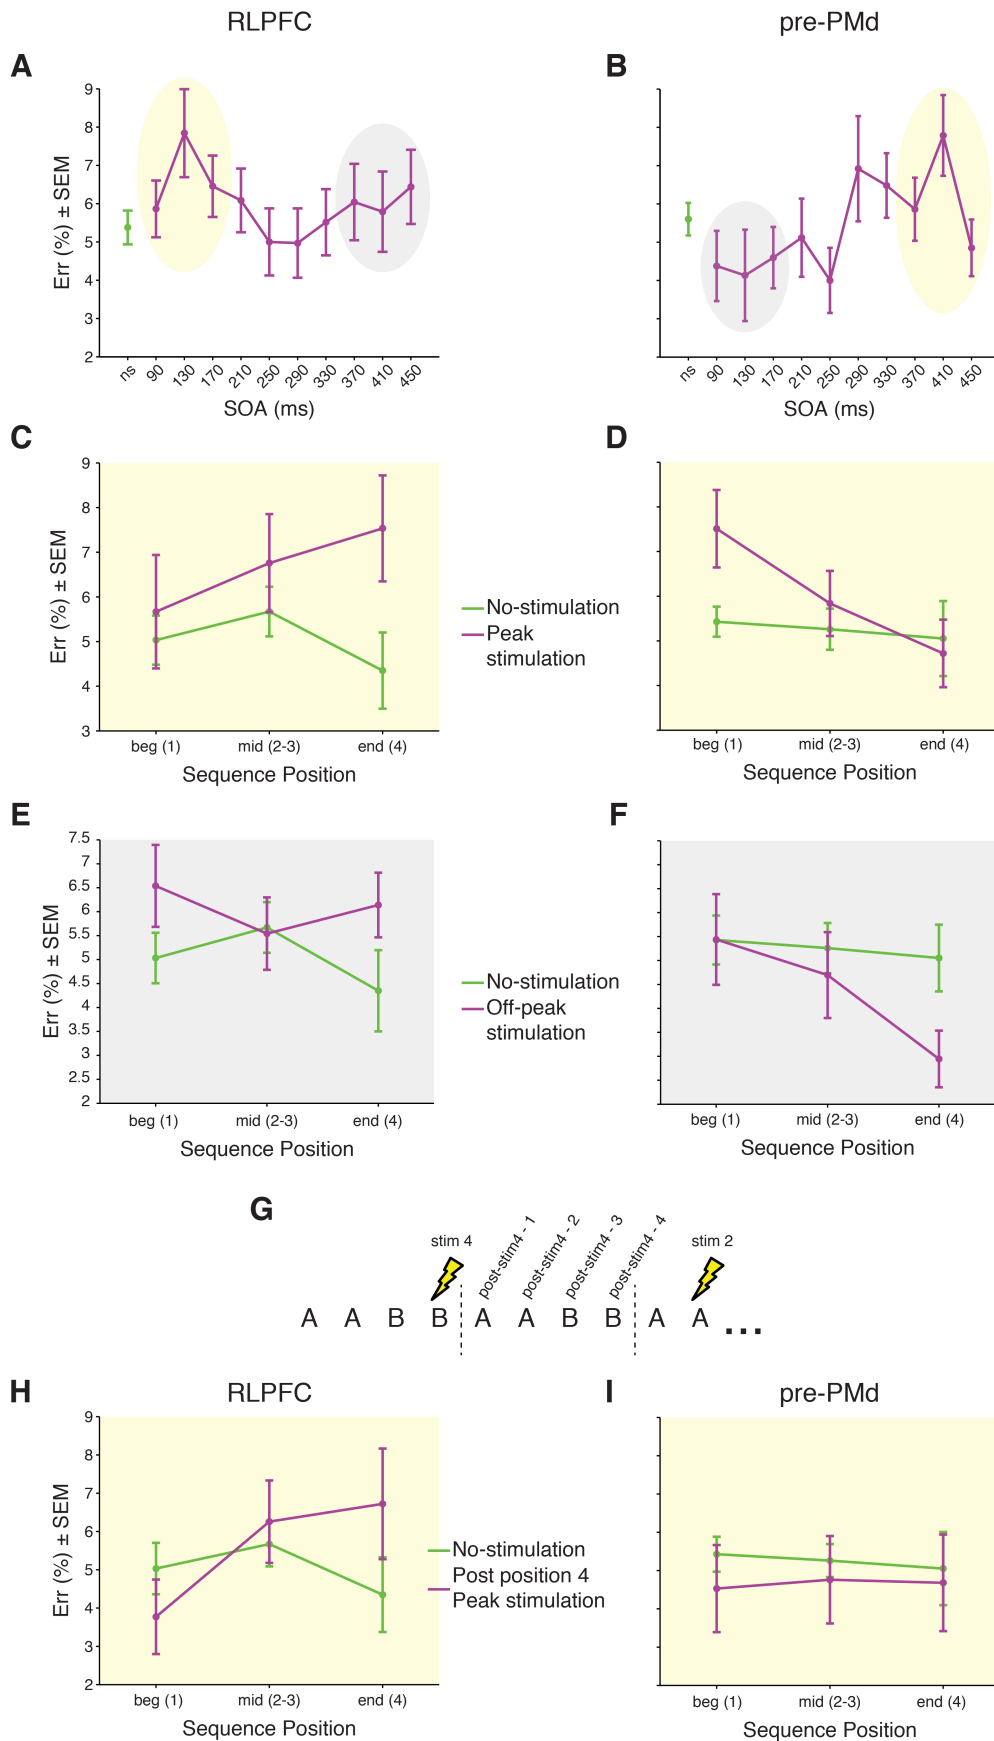 RLPFC
pre-PMd
A
B
Err (%) ± SEM
9
8
7
6
5
4
3
2
ns
90
130
170
210
250
290
330
370
410
450
SOA (ms)
ns
90
130
170
210
250
290
330
370
410
450
SOA (ms)
C
D
Err (%) ± SEM
9
8
7
6
5
4
3
beg (1)
mid (2-3)
end (4)
Sequence Position
No-stimulation
Peak
stimulation
beg (1)
mid (2-3)
end (4)
Sequence Position
E
F
Err (%) ± SEM
7.5
7
6.5
6
5.5
5
4.5
4
3.5
3
2.5
2
beg (1)
mid (2-3)
end (4)
Sequence Position
No-stimulation
Off-peak
stimulation
beg (1)
mid (2-3)
end (4)
Sequence Position
G
stim 4
post-stim4 - 1
post-stim4 - 2
post-stim4 - 3
post-stim4 - 4
stim 2
A A B B A A B B A A ...
H
RLPFC
I
pre-PMd
Err (%) ± SEM
9
8
7
6
5
4
3
2
beg (1)
mid (2-3)
end (4)
Sequence Position
No-stimulation
Post position 4
Peak stimulation
beg (1)
mid (2-3)
end (4)
Sequence Position